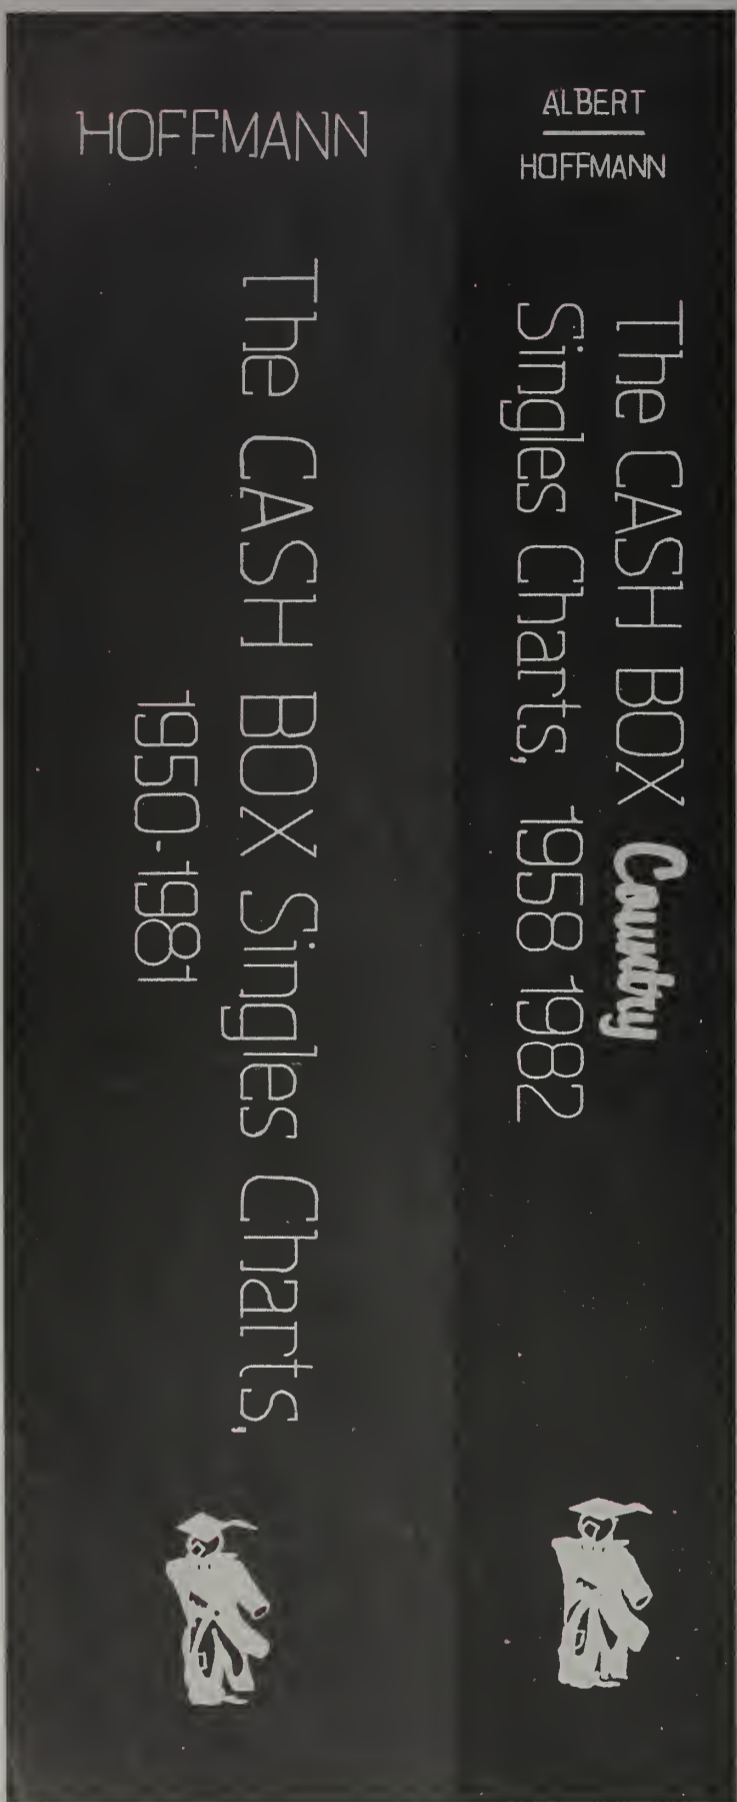 HOFFMANN
The CASH BOX Singles Charts,
1950-1981
ALBERT
HOFFMANN
The CASH BOX Country
Singles Charts, 1958 1982